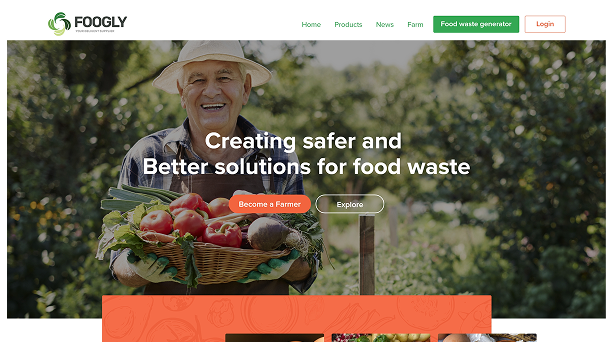 FOOGLY
Home Products News Farm Food waste generator Login
Creating safer and
Better solutions for food waste
Become a Farmer Explore